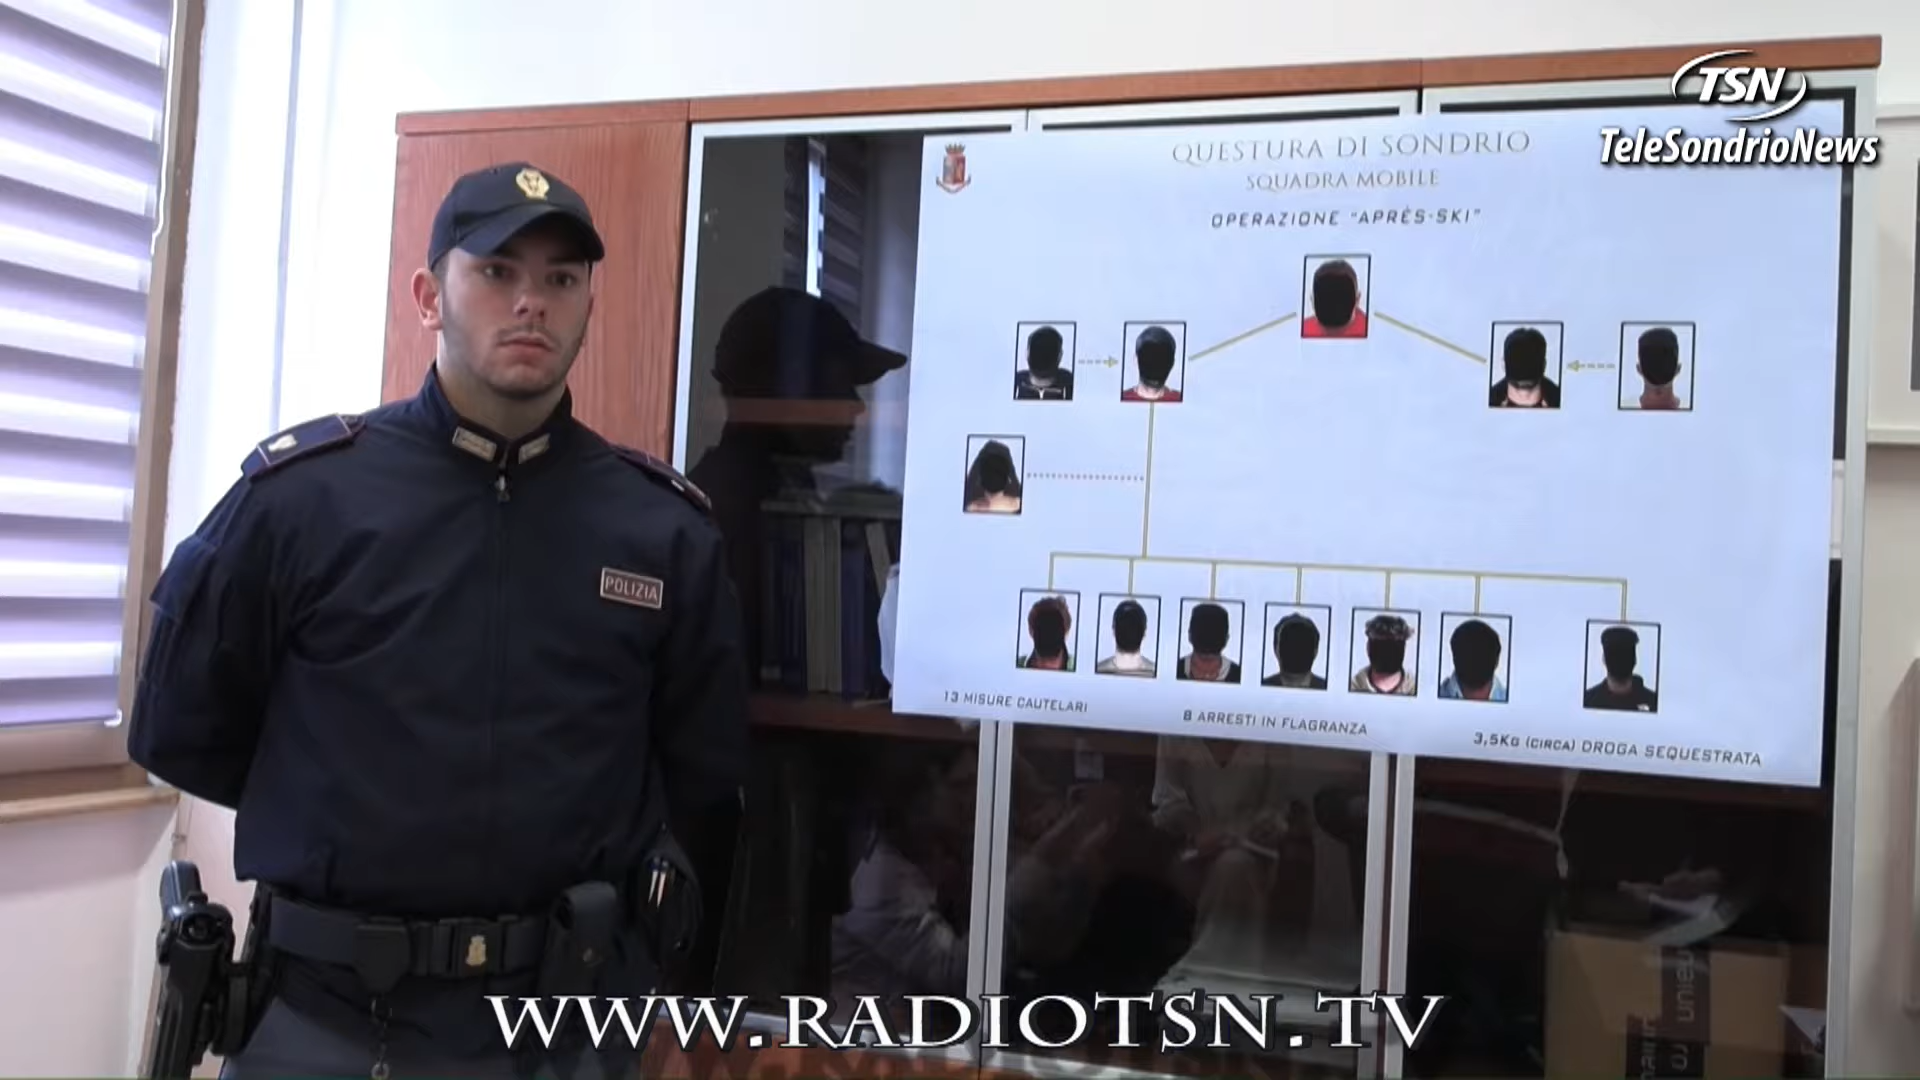 TSN
TeleSondrioNews
QUESTURA DI SONDRIO
SQUADRA MOBILE
OPERAZIONE "APRÈS-SKI"
POLIZIA
13 MISURE CAUTELARI
8 ARRESTI IN FLAGRANZA
3,5KG (CIRCA) DROGA SEQUESTRATA
WWW.RADIOTSN.TV